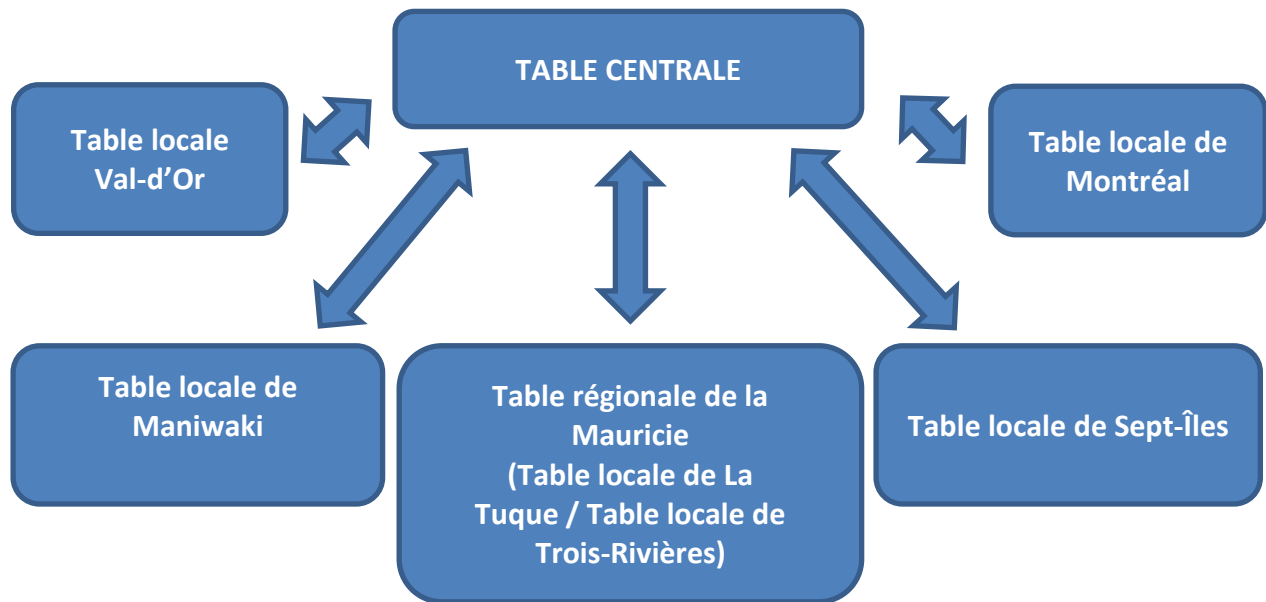 TABLE CENTRALE
Table locale
Val-d’Or
Table locale de
Montréal
Table locale de
Maniwaki
Table régionale de la
Mauricie
(Table locale de La
Tuque / Table locale de
Trois-Rivières)
Table locale de Sept-Îles